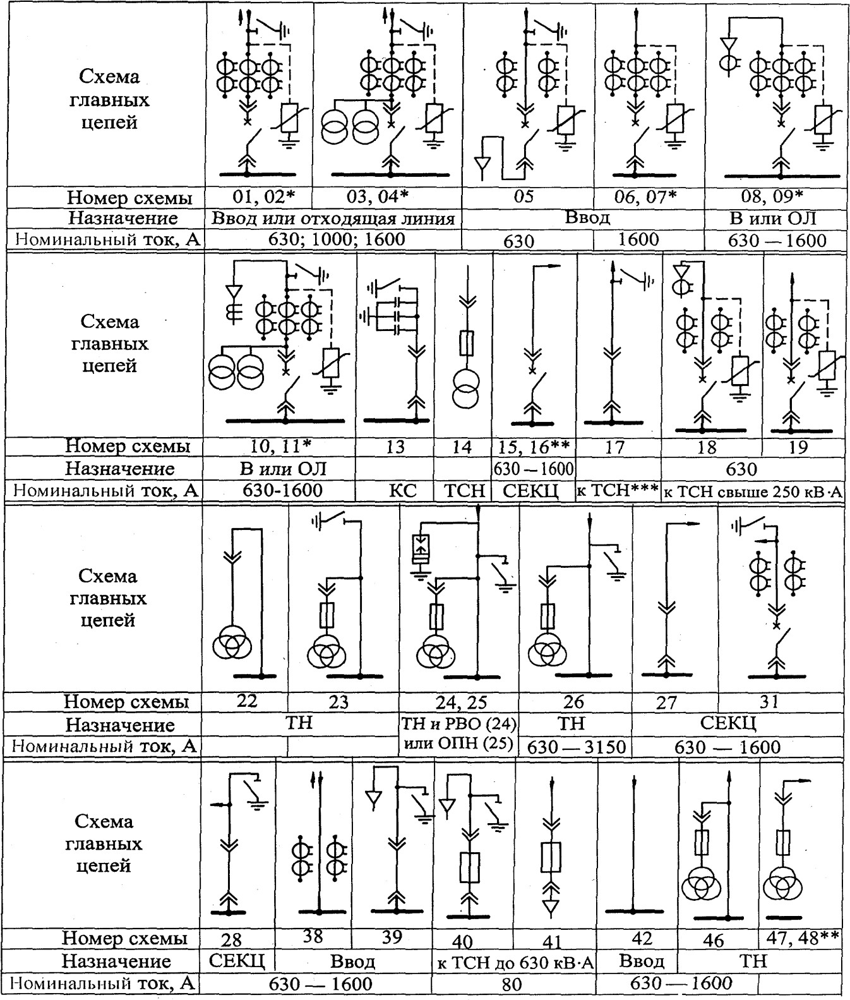 Схема
главных
цепей
Номер схемы 01, 02* 03, 04* 05 06, 07* 08, 09*
Назначение Ввод или отходящая линия Ввод В или ОЛ
Номинальный ток, А 630; 1000; 1600 630 1600 630 — 1600
Схема
главных
цепей
Номер схемы 10, 11* 13 14 15, 16** 17 18 19
Назначение В или ОЛ 630 – 1600 630
Номинальный ток, А 630-1600 КС ТСН СЕКЦ к ТСН*** к ТСН свыше 250 кВ·А
Схема
главных
цепей
Номер схемы 22 23 24, 25 26 27 31
Назначение ТН ТН и РВО (24) ТН СЕКЦ
Номинальный ток, А или ОПН (25) 630 — 3150 630 — 1600
Схема
главных
цепей
Номер схемы 28 38 39 40 41 42 46 47, 48**
Назначение СЕКЦ Ввод к ТСН до 630 кВ·А Ввод ТН
Номинальный ток, А 630 — 1600 80 630 — 1600